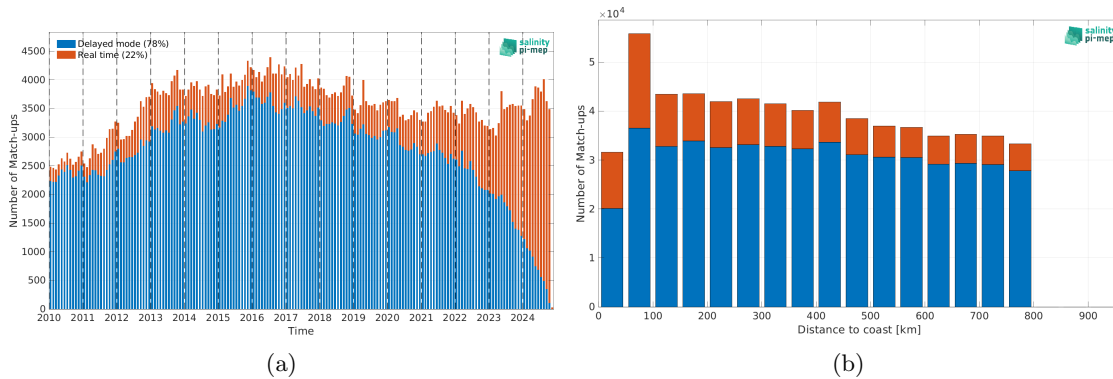 Delayed mode (78%)
Real time (22%)
salinity
pi-mep
Number of Match-ups
4500
4000
3500
3000
2500
2000
1500
1000
500
0
2010 2011 2012 2013 2014 2015 2016 2017 2018 2019 2020 2021 2022 2023 2024
Time
(a)
×10⁴
salinity
pi-mep
Number of Match-ups
5
4
3
2
1
0
0 100 200 300 400 500 600 700 800 900
Distance to coast [km]
(b)